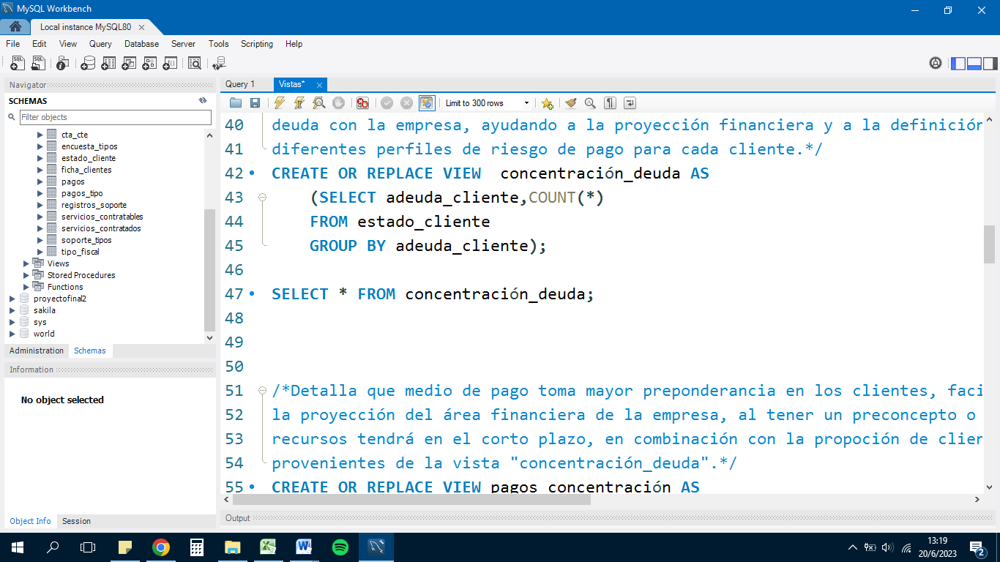 MySQL Workbench
Local instance MySQL80
File Edit View Query Database Server Tools Scripting Help
Navigator
SCHEMAS
Filter objects
cta_cte
encuesta_tipos
estado_cliente
ficha_clientes
pagos
pagos_tipo
registros_soporte
servicios_contratables
servicios_contratados
soporte_tipos
tipo_fiscal
Views
Stored Procedures
Functions
proyectofinal2
sakila
sys
world
Administration Schemas
Information
No object selected
Object Info Session
Query 1 Vistas*
Limit to 300 rows
40 deuda con la empresa, ayudando a la proyección financiera y a la definición
41 diferentes perfiles de riesgo de pago para cada cliente.*/
42 CREATE OR REPLACE VIEW concentración_deuda AS
43 (SELECT adeuda_cliente,COUNT(*)
44 FROM estado_cliente
45 GROUP BY adeuda_cliente);
46
47 SELECT * FROM concentración_deuda;
48
49
50
51 /*Detalla que medio de pago toma mayor preponderancia en los clientes, faci
52 la proyección del área financiera de la empresa, al tener un preconcepto o
53 recursos tendrá en el corto plazo, en combinación con la propoción de clien
54 provenientes de la vista "concentración_deuda".*/
55 CREATE OR REPLACE VIEW pagos_concentración AS
Output
13:19
20/6/2023
2